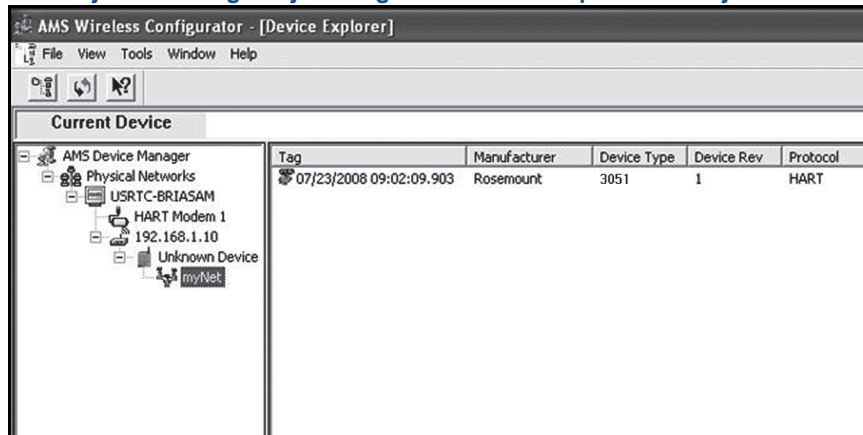 AMS Wireless Configurator - [Device Explorer]
File View Tools Window Help
Current Device
AMS Device Manager
Physical Networks
USRTC-BRIASAM
HART Modem 1
192.168.1.10
Unknown Device
myNet
Tag Manufacturer Device Type Device Rev Protocol
07/23/2008 09:02:09.903 Rosemount 3051 1 HART